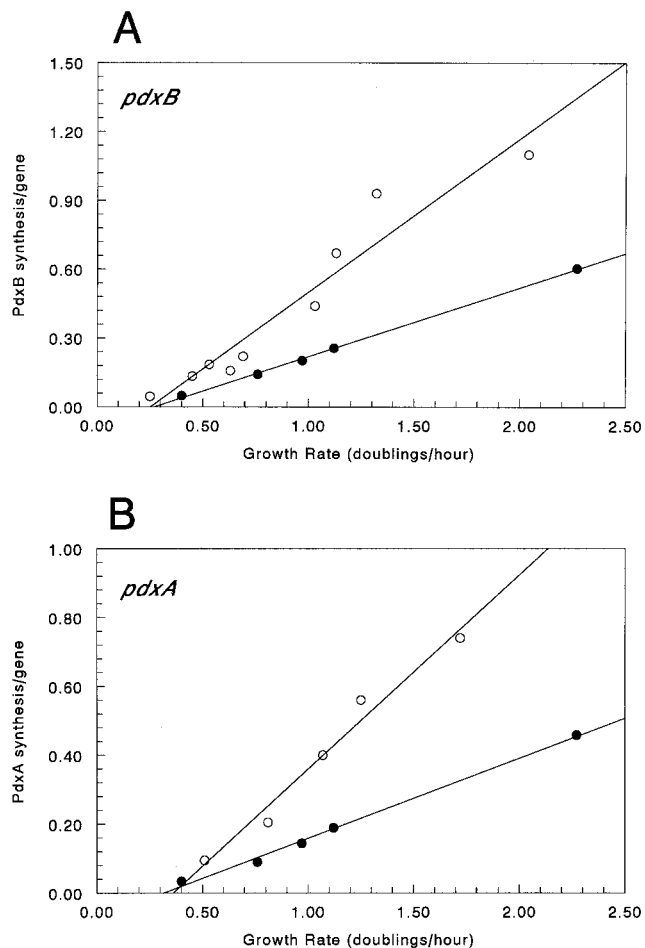 A
pdxB
1.50
1.20
0.90
0.60
0.30
0.00
PdxB synthesis/gene
0.00 0.50 1.00 1.50 2.00 2.50
Growth Rate (doublings/hour)
B
pdxA
1.00
0.80
0.60
0.40
0.20
0.00
PdxA synthesis/gene
0.00 0.50 1.00 1.50 2.00 2.50
Growth Rate (doublings/hour)